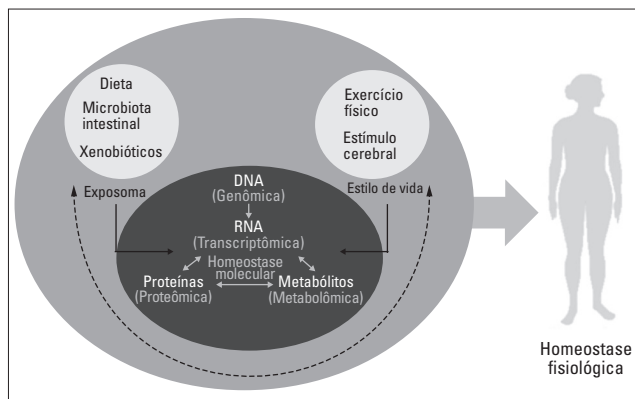 Dieta
Microbiota
intestinal
Xenobióticos
Exercício
físico
Estímulo
cerebral
Exposoma
Estilo de vida
DNA
(Genômica)
RNA
(Transcriptômica)
Homeostase
molecular
Proteínas
(Proteômica)
Metabólitos
(Metabolômica)
Homeostase
fisiológica